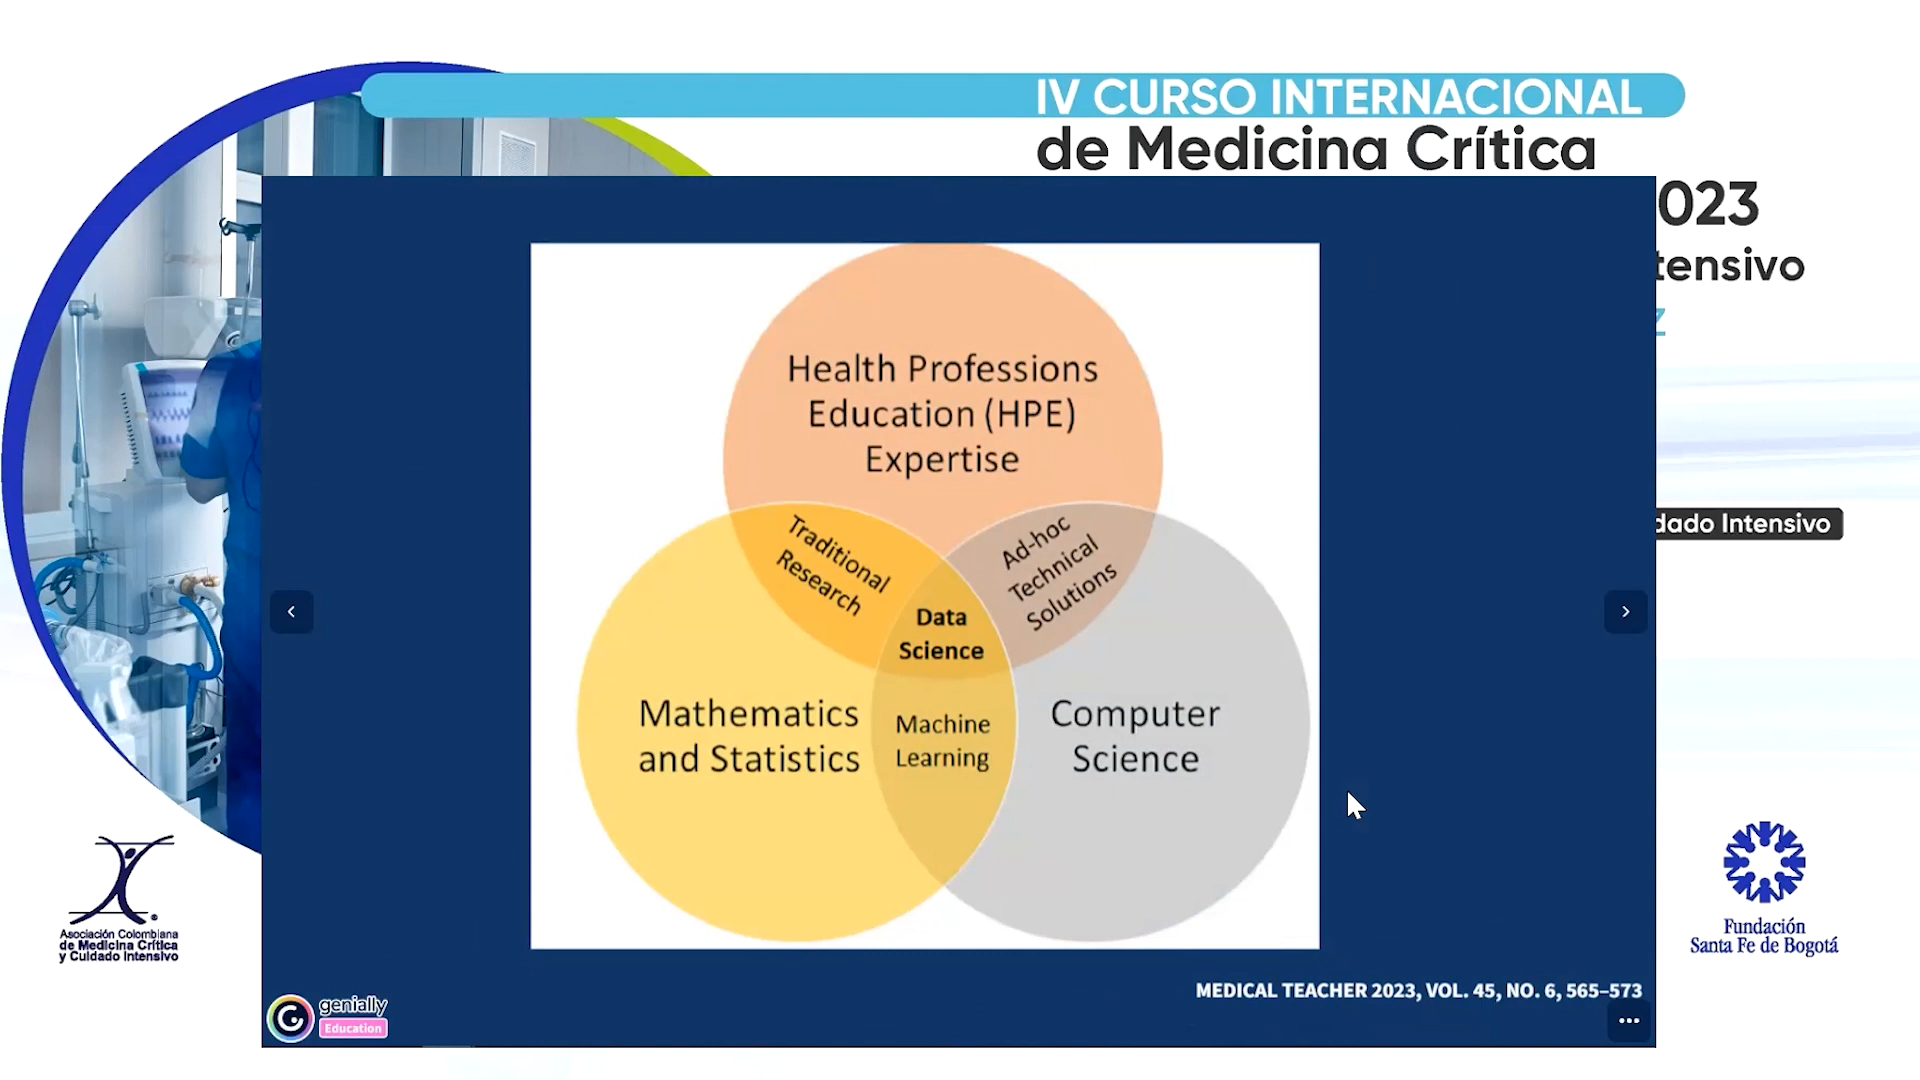 IV CURSO INTERNACIONAL
de Medicina Crítica
023
tensivo
z
dado Intensivo
Health Professions
Education (HPE)
Expertise
Traditional
Research
Ad-hoc
Technical
Solutions
Data
Science
Mathematics
and Statistics
Machine
Learning
Computer
Science
MEDICAL TEACHER 2023, VOL. 45, NO. 6, 565–573
genially
Education
Asociación Colombiana
de Medicina Crítica
y Cuidado Intensivo
Fundación
Santa Fe de Bogotá